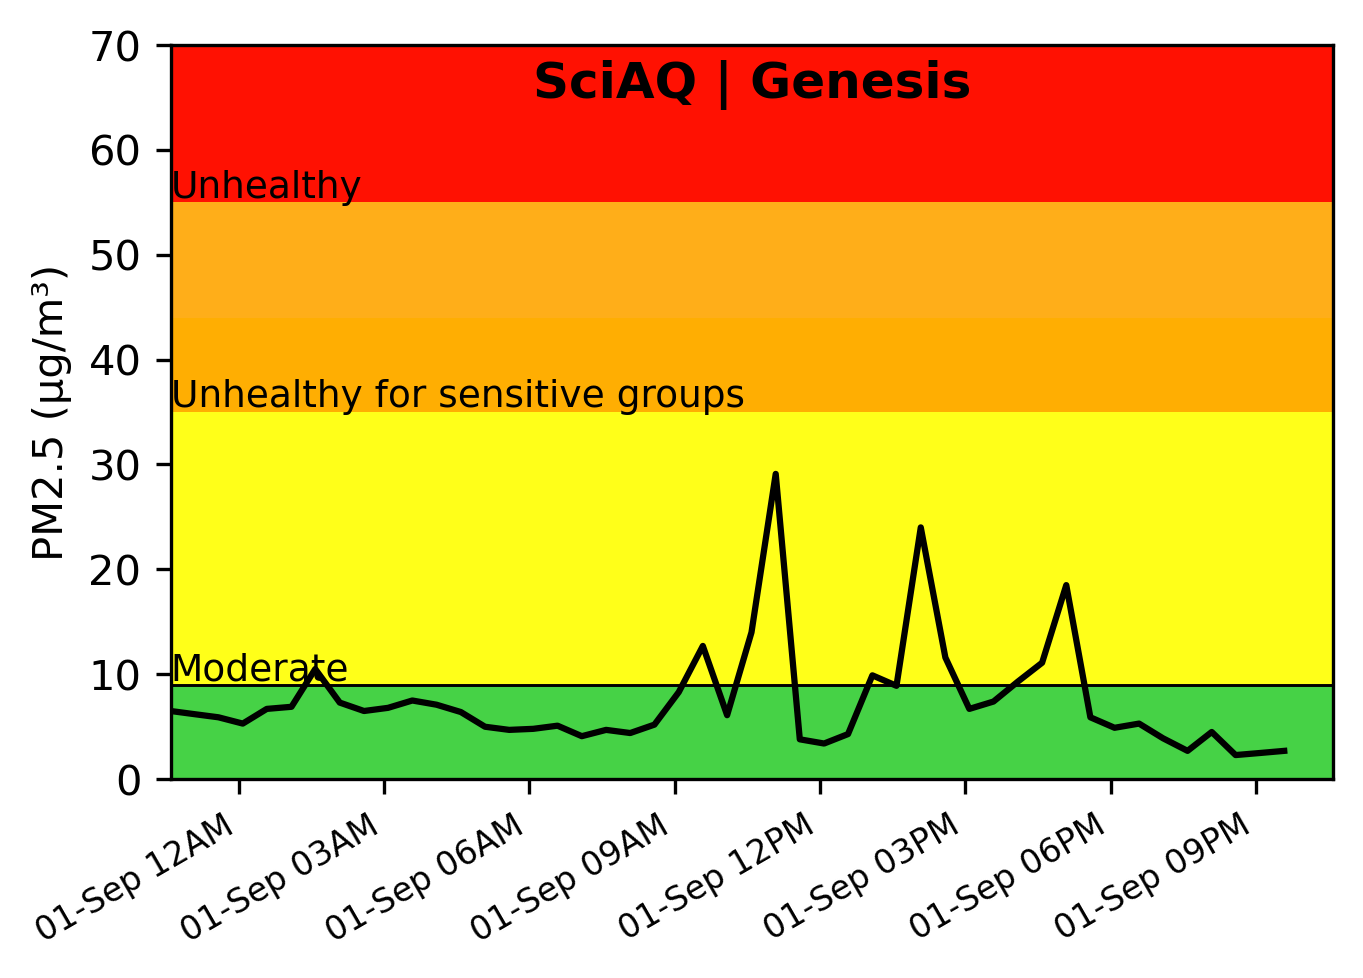 SciAQ | Genesis
70
60
50
40
30
20
10
0
PM2.5 (µg/m³)
Unhealthy
Unhealthy for sensitive groups
Moderate
01-Sep 12AM
01-Sep 03AM
01-Sep 06AM
01-Sep 09AM
01-Sep 12PM
01-Sep 03PM
01-Sep 06PM
01-Sep 09PM